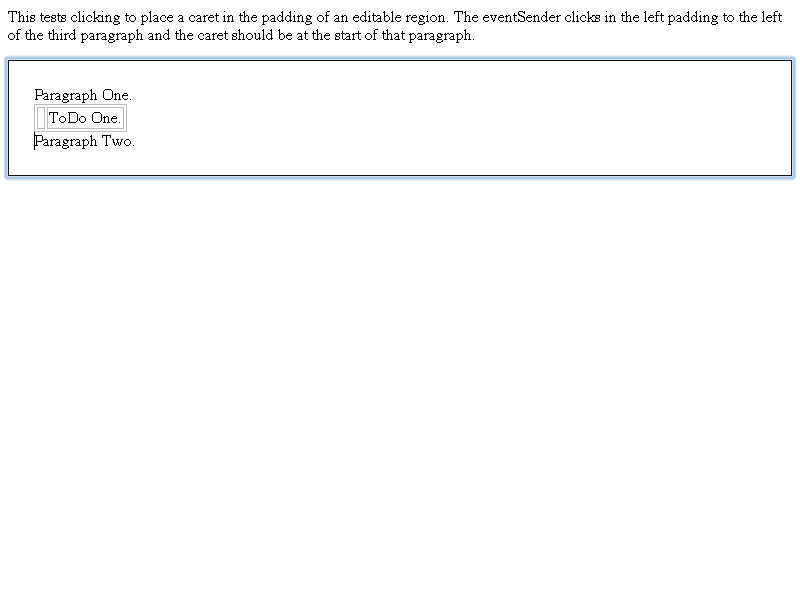 This tests clicking to place a caret in the padding of an editable region. The eventSender clicks in the left padding to the left
of the third paragraph and the caret should be at the start of that paragraph.
Paragraph One.
ToDo One.
Paragraph Two.